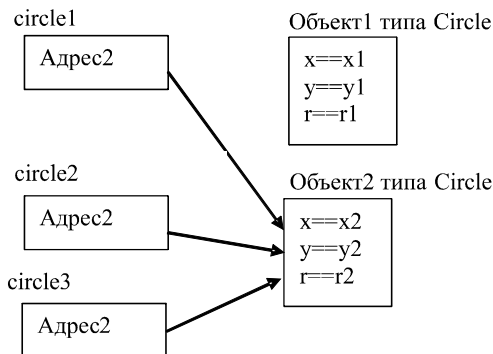 circle1
Адрес2
Объект1 типа Circle
x==x1
y==y1
r==r1
circle2
Адрес2
Объект2 типа Circle
x==x2
y==y2
r==r2
circle3
Адрес2